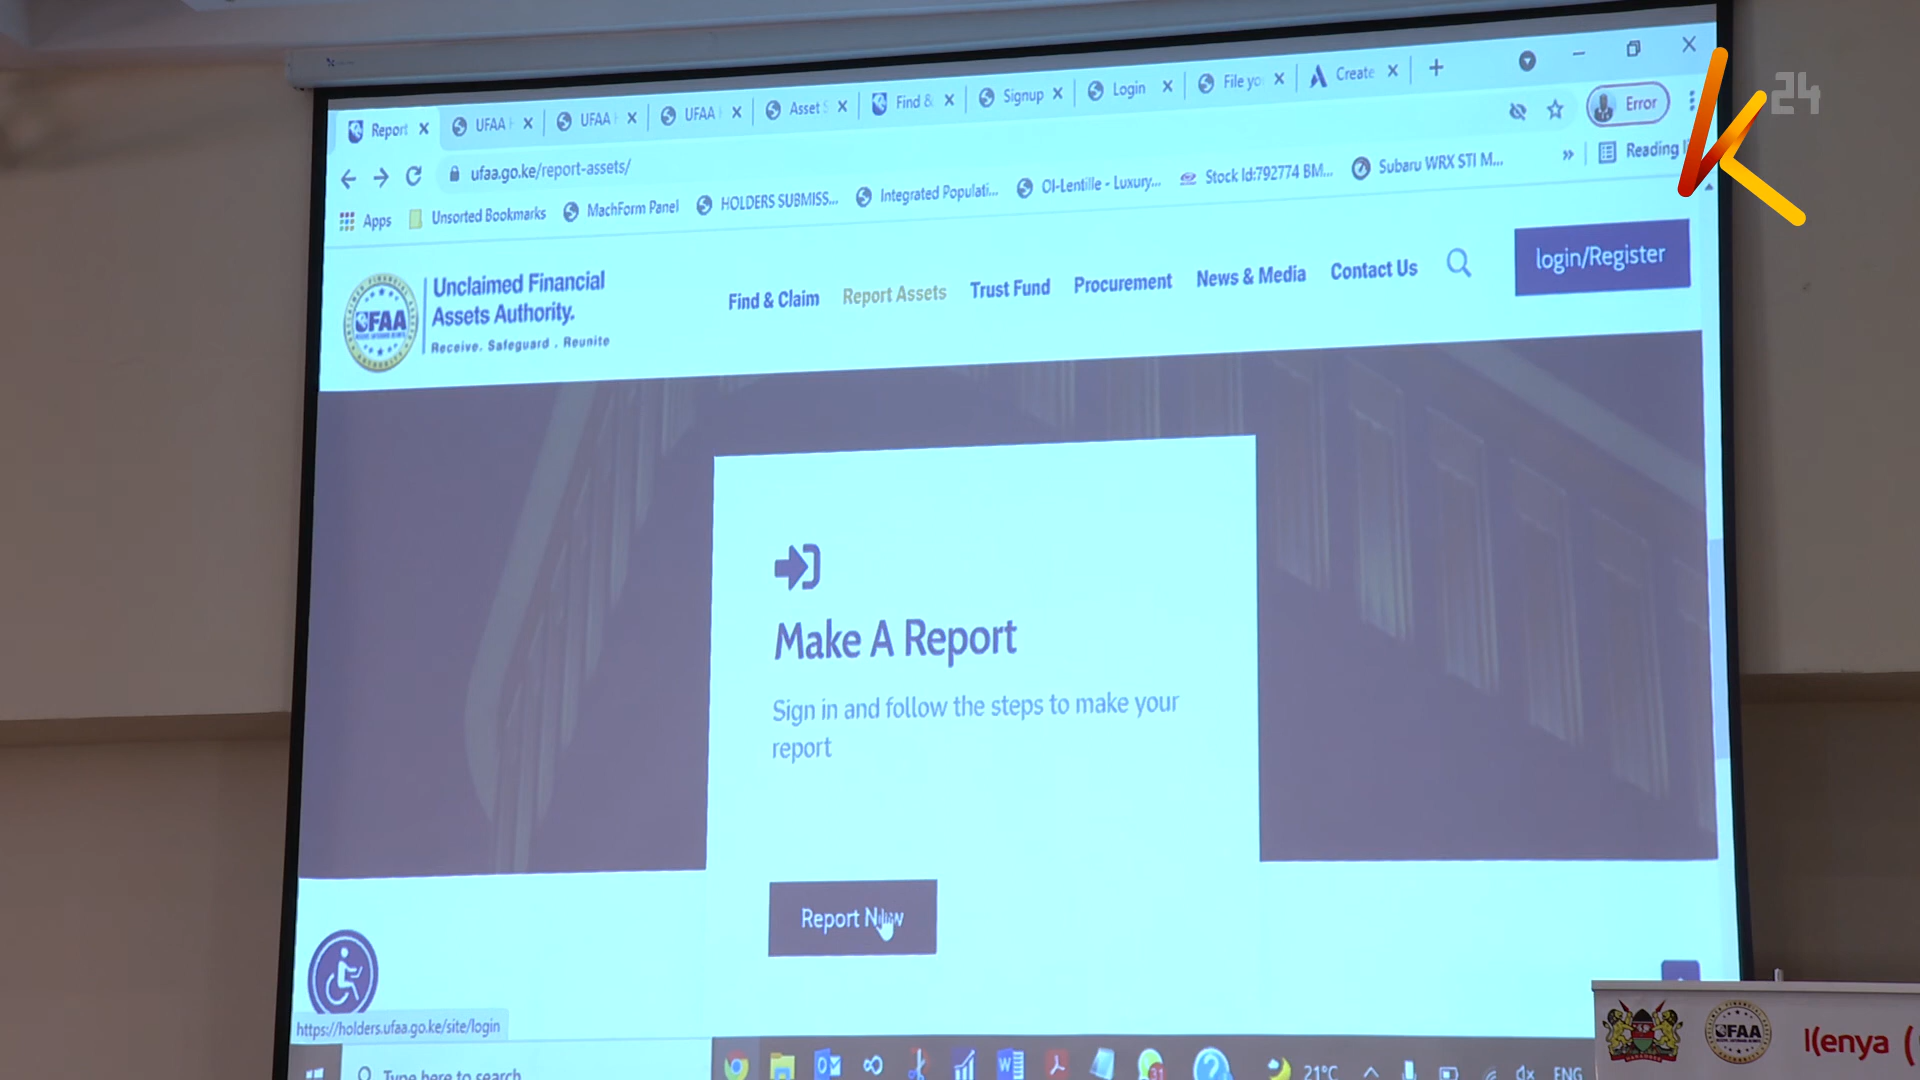 24
Report
UFAA
UFAA
UFAA
Asset
Find &
Signup
Login
File yo
Create
ufaa.go.ke/report-assets/
Error
Apps
Unsorted Bookmarks
MachForm Panel
HOLDERS SUBMISS...
Integrated Populati...
OI-Lentille - Luxury...
Stock Id:792774 BM...
Subaru WRX STI M...
Reading li
UFAA
Unclaimed Financial
Assets Authority.
Receive. Safeguard . Reunite
Find & Claim
Report Assets
Trust Fund
Procurement
News & Media
Contact Us
login/Register
Make A Report
Sign in and follow the steps to make your
report
Report Now
https://holders.ufaa.go.ke/site/login
Type here to search
31
21°C
ENG
UFAA
Kenya